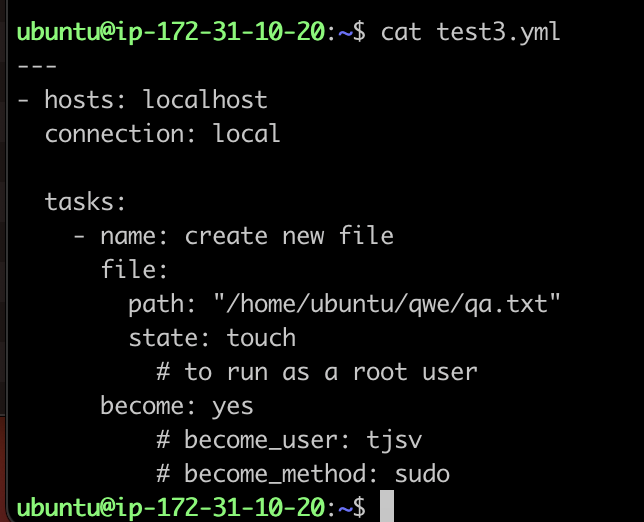 ubuntu@ip-172-31-10-20:~$ cat test3.yml
---
- hosts: localhost
  connection: local

  tasks:
    - name: create new file
      file:
        path: "/home/ubuntu/qwe/qa.txt"
        state: touch
          # to run as a root user
      become: yes
          # become_user: tjsv
          # become_method: sudo
ubuntu@ip-172-31-10-20:~$